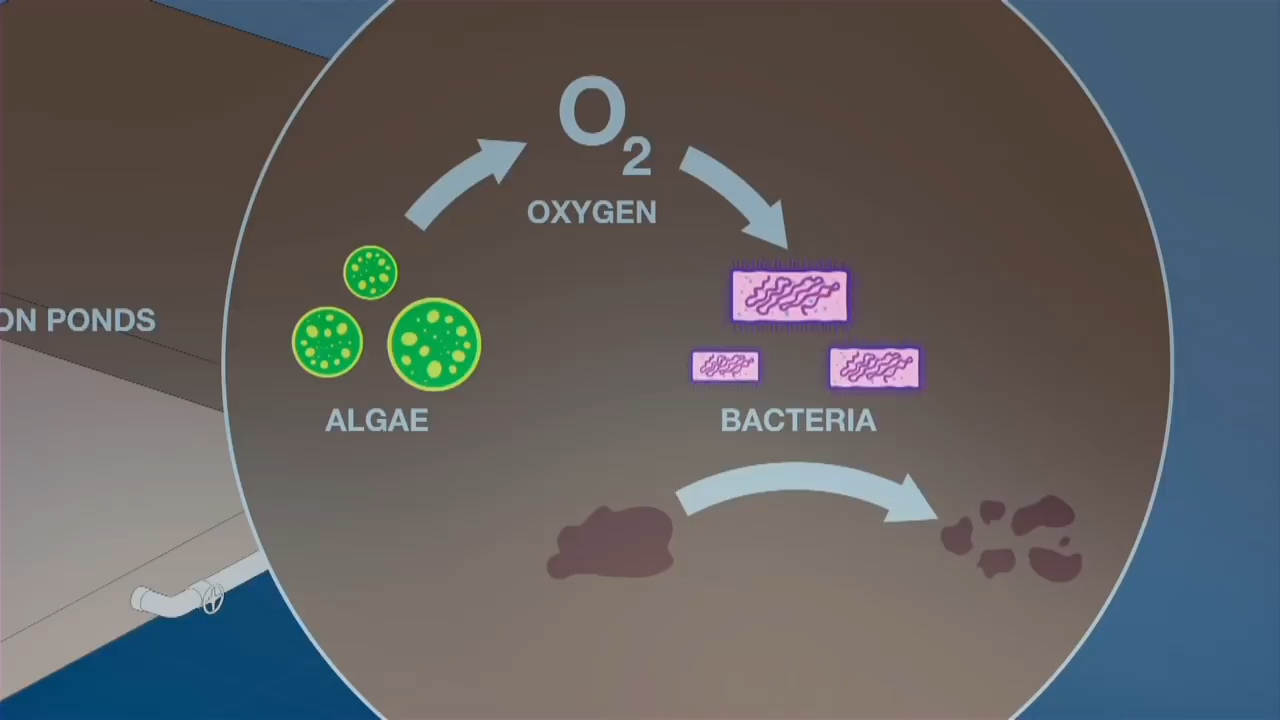 O2
OXYGEN
ON PONDS
ALGAE
BACTERIA